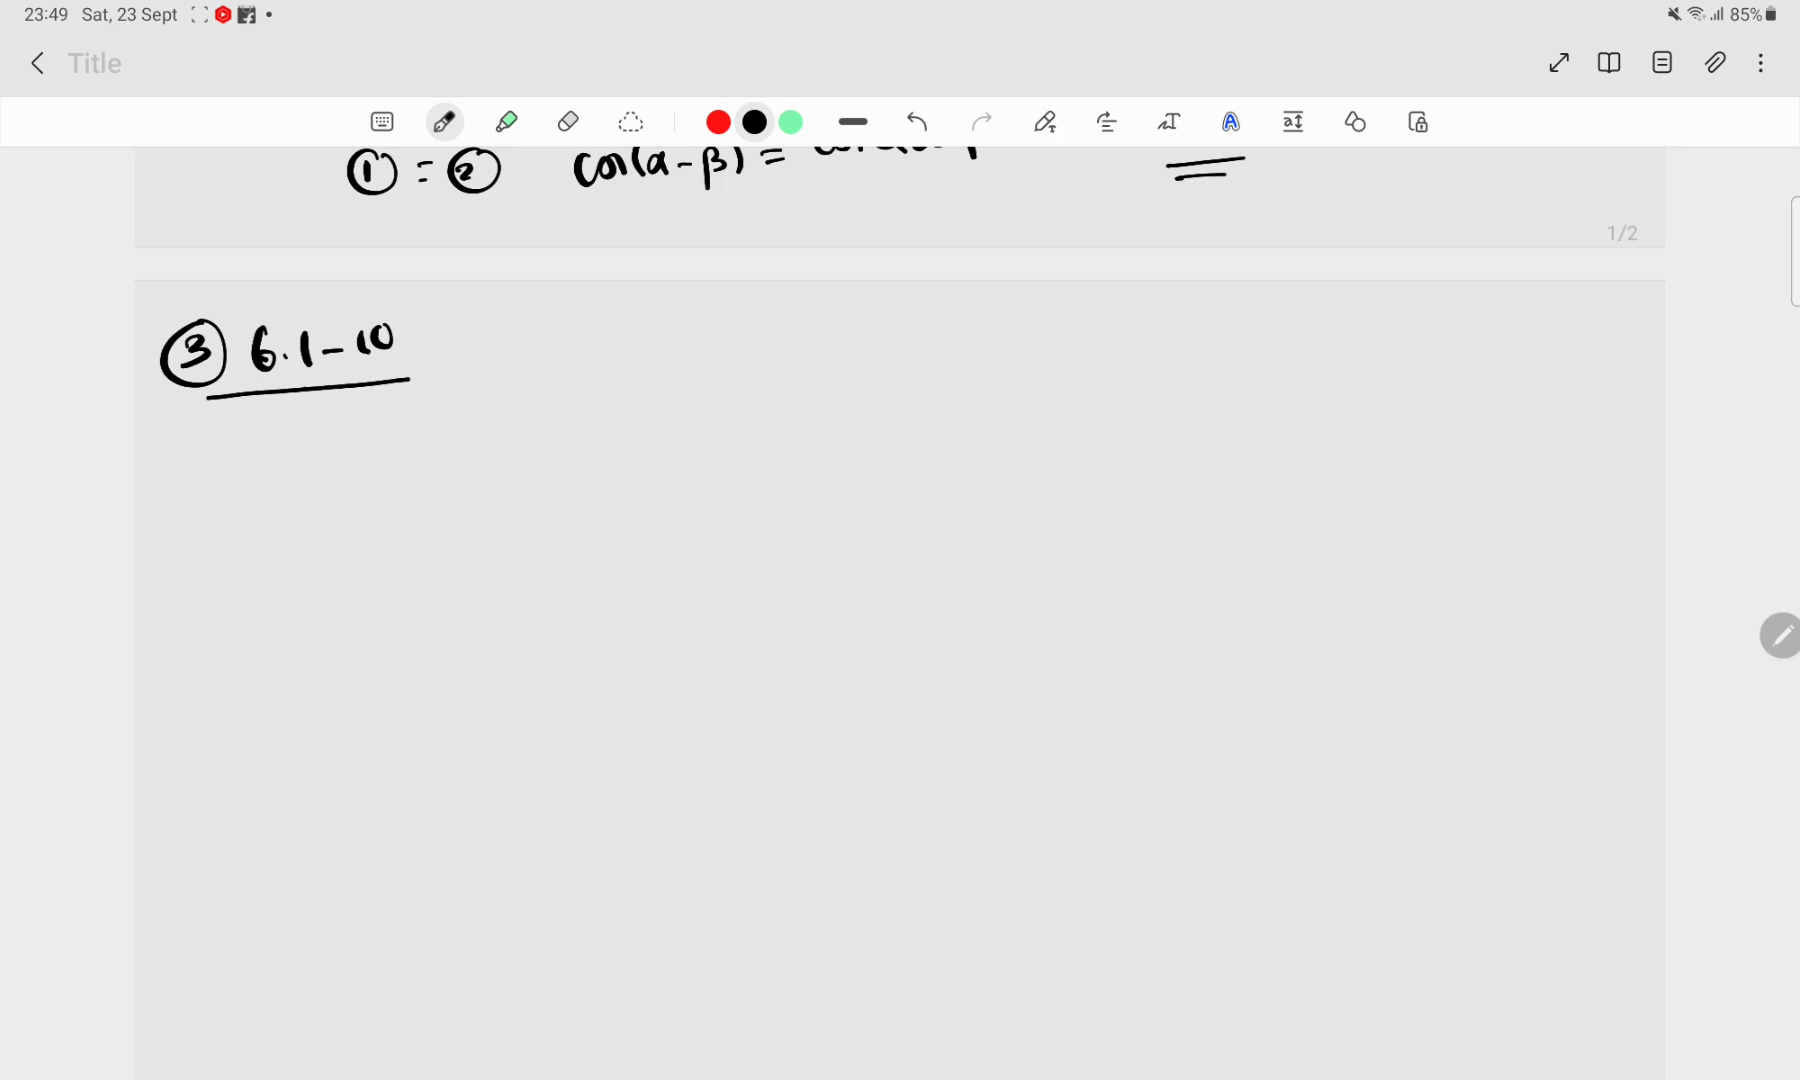 23:49 Sat, 23 Sept 85%
Title
① = ② cos(α - β) =
1/2
③ 6.1 - 10